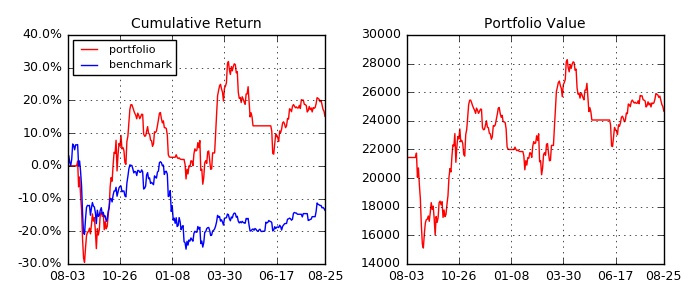 Cumulative Return
40.0%
30.0%
20.0%
10.0%
0.0%
-10.0%
-20.0%
-30.0%
portfolio
benchmark
08-03 10-26 01-08 03-30 06-17 08-25
Portfolio Value
30000
28000
26000
24000
22000
20000
18000
16000
14000
08-03 10-26 01-08 03-30 06-17 08-25